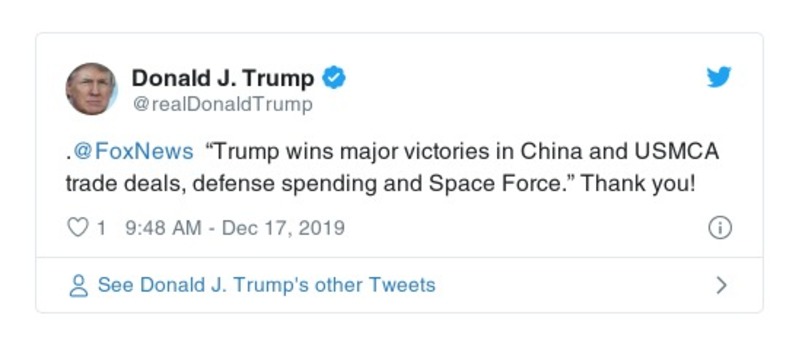 Donald J. Trump
@realDonaldTrump
.@FoxNews “Trump wins major victories in China and USMCA
trade deals, defense spending and Space Force.” Thank you!
1 9:48 AM - Dec 17, 2019
See Donald J. Trump's other Tweets